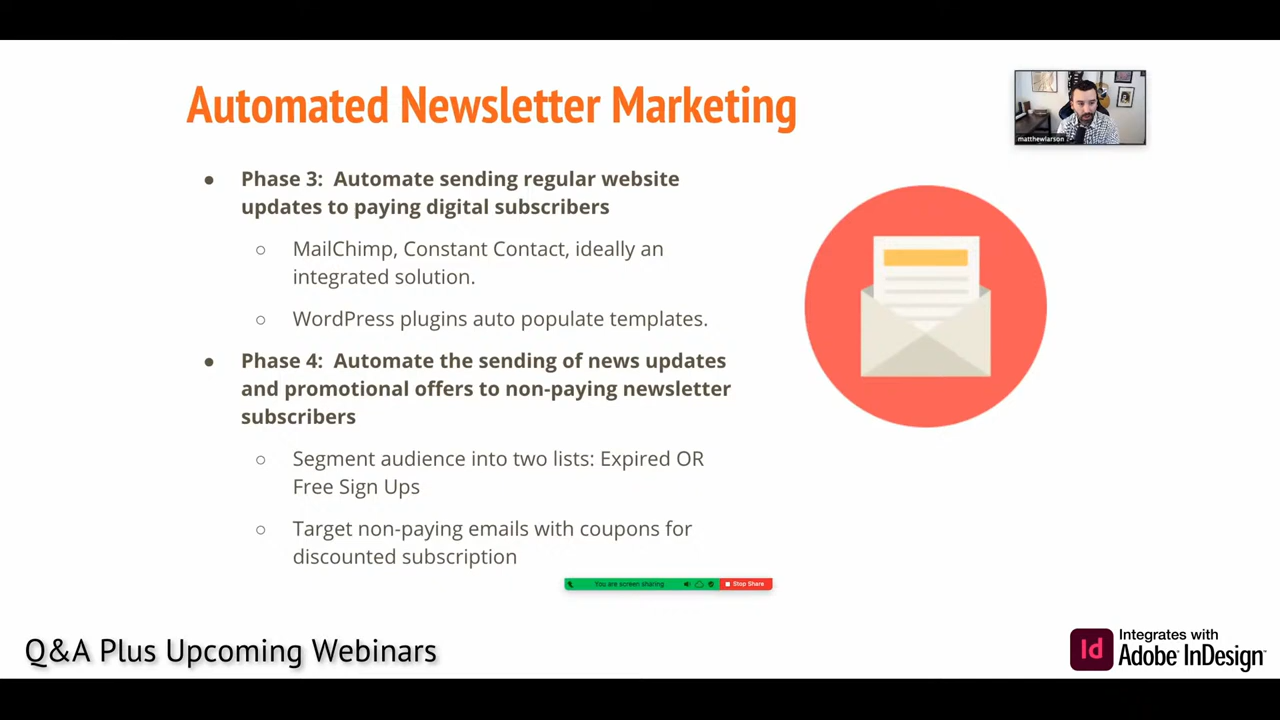 Automated Newsletter Marketing
matthewlarson
● Phase 3: Automate sending regular website
updates to paying digital subscribers
○ MailChimp, Constant Contact, ideally an
integrated solution.
○ WordPress plugins auto populate templates.
● Phase 4: Automate the sending of news updates
and promotional offers to non-paying newsletter
subscribers
○ Segment audience into two lists: Expired OR
Free Sign Ups
○ Target non-paying emails with coupons for
discounted subscription
You are screen sharing
Stop Share
Q&A Plus Upcoming Webinars
Id
Integrates with
Adobe® InDesign™